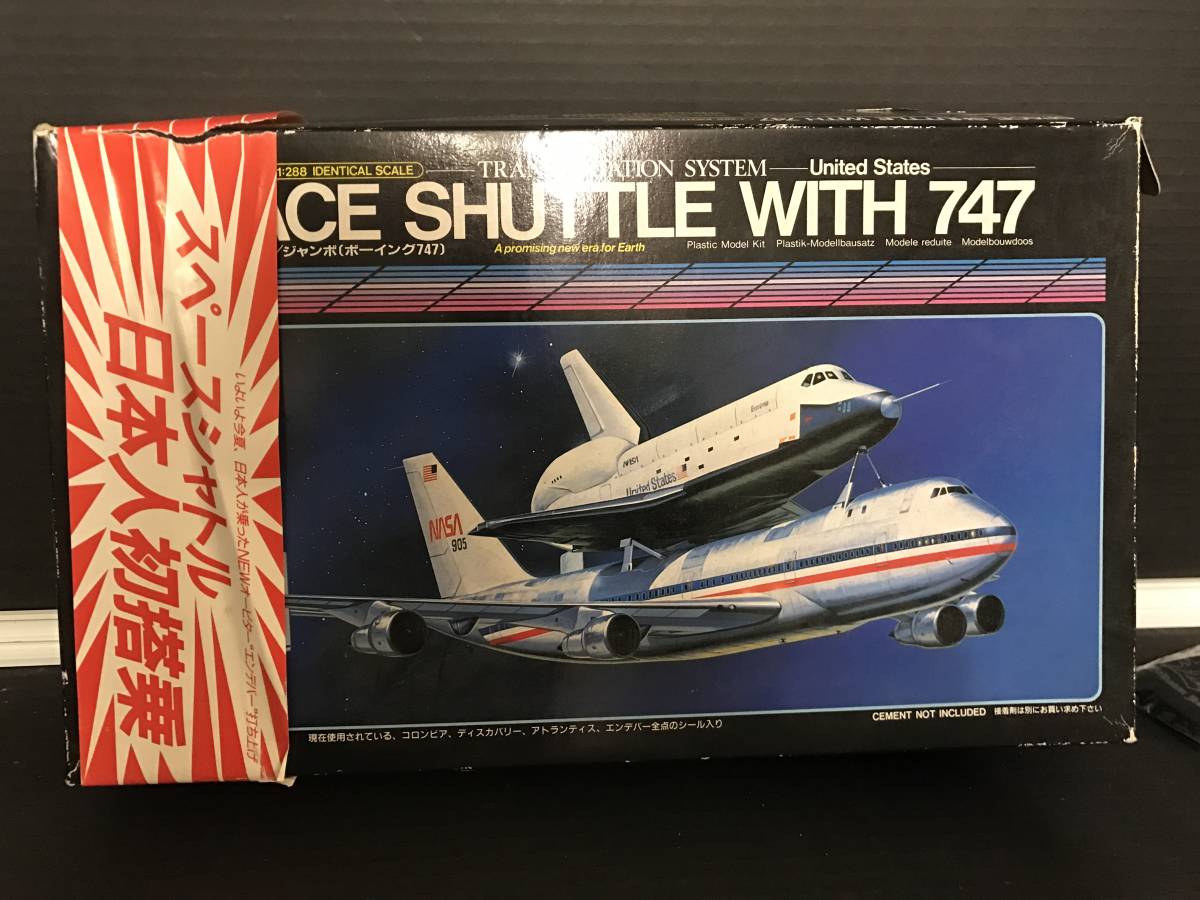 1:288 IDENTICAL SCALE
TRA ATION SYSTEM United States
ACE SHUTTLE WITH 747
/ジャンボ(ボーイング747)
A promising new era for Earth
Plastic Model Kit Plastik-Modellbausatz Modele reduite Modelbouwdoos
スペースシャトル
日本人初搭乗
いよいよ今夏、日本人が乗ったNEWオービター"エンデバー"打ち上げ
Enterprise
NASA
United States
NASA
905
CEMENT NOT INCLUDED 接着剤は別にお買い求め下さい
現在使用されている、コロンビア、ディスカバリー、アトランティス、エンデバー全点のシール入り